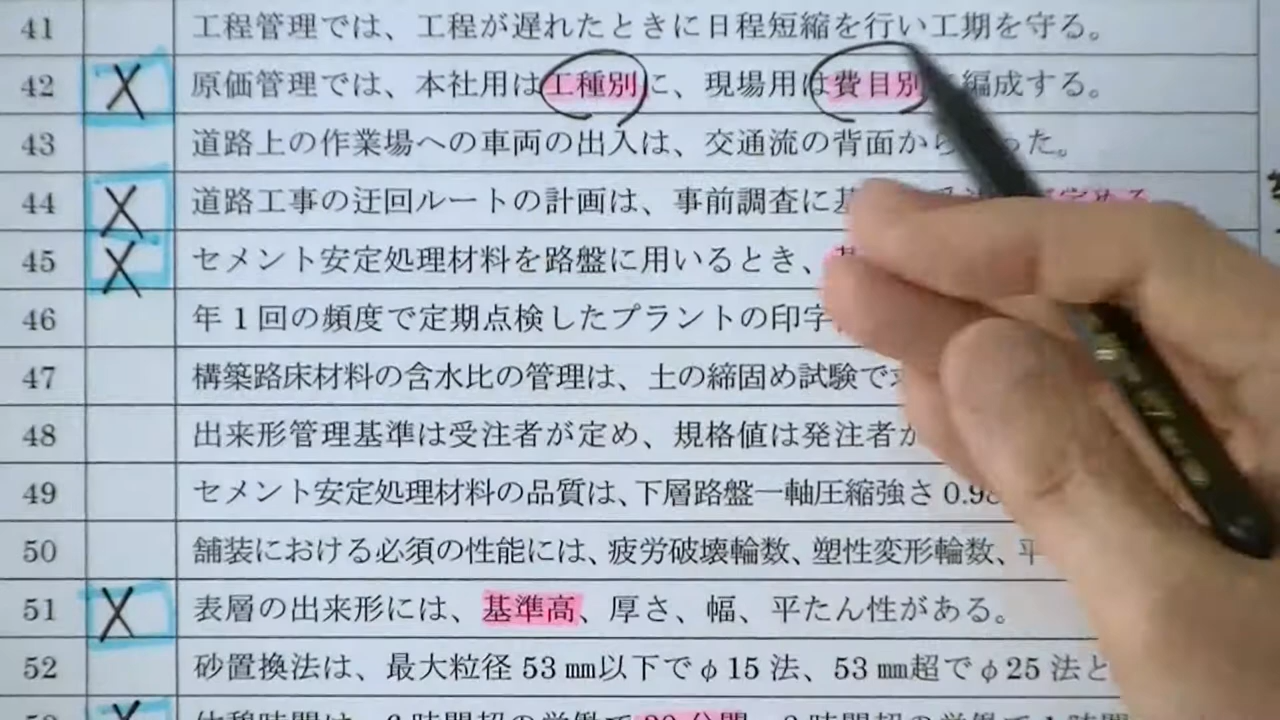 41 工程管理では、工程が遅れたときに日程短縮を行い工期を守る。
42 X 原価管理では、本社用は工種別に、現場用は費目別 編成する。
43 道路上の作業場への車両の出入は、交通流の背面から った。
44 X 道路工事の迂回ルートの計画は、事前調査に基 定める
45 X セメント安定処理材料を路盤に用いるとき、
46 年1回の頻度で定期点検したプラントの印字
47 構築路床材料の含水比の管理は、土の締固め試験で求
48 出来形管理基準は受注者が定め、規格値は発注者が
49 セメント安定処理材料の品質は、下層路盤一軸圧縮強さ 0.98
50 舗装における必須の性能には、疲労破壊輪数、塑性変形輪数、平
51 X 表層の出来形には、基準高、厚さ、幅、平たん性がある。
52 砂置換法は、最大粒径 53 ㎜以下でφ15 法、53 ㎜超でφ25 法と